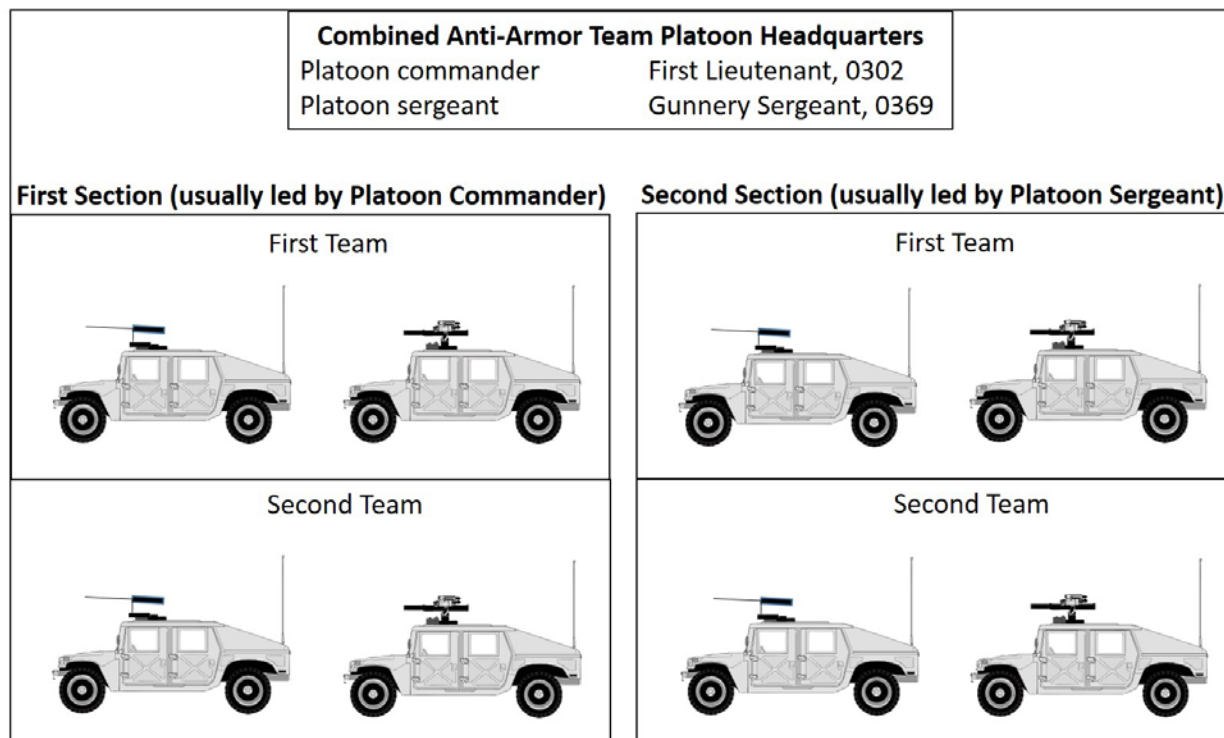 Combined Anti-Armor Team Platoon Headquarters
Platoon commander First Lieutenant, 0302
Platoon sergeant Gunnery Sergeant, 0369
First Section (usually led by Platoon Commander)
First Team
Second Team
Second Section (usually led by Platoon Sergeant)
First Team
Second Team